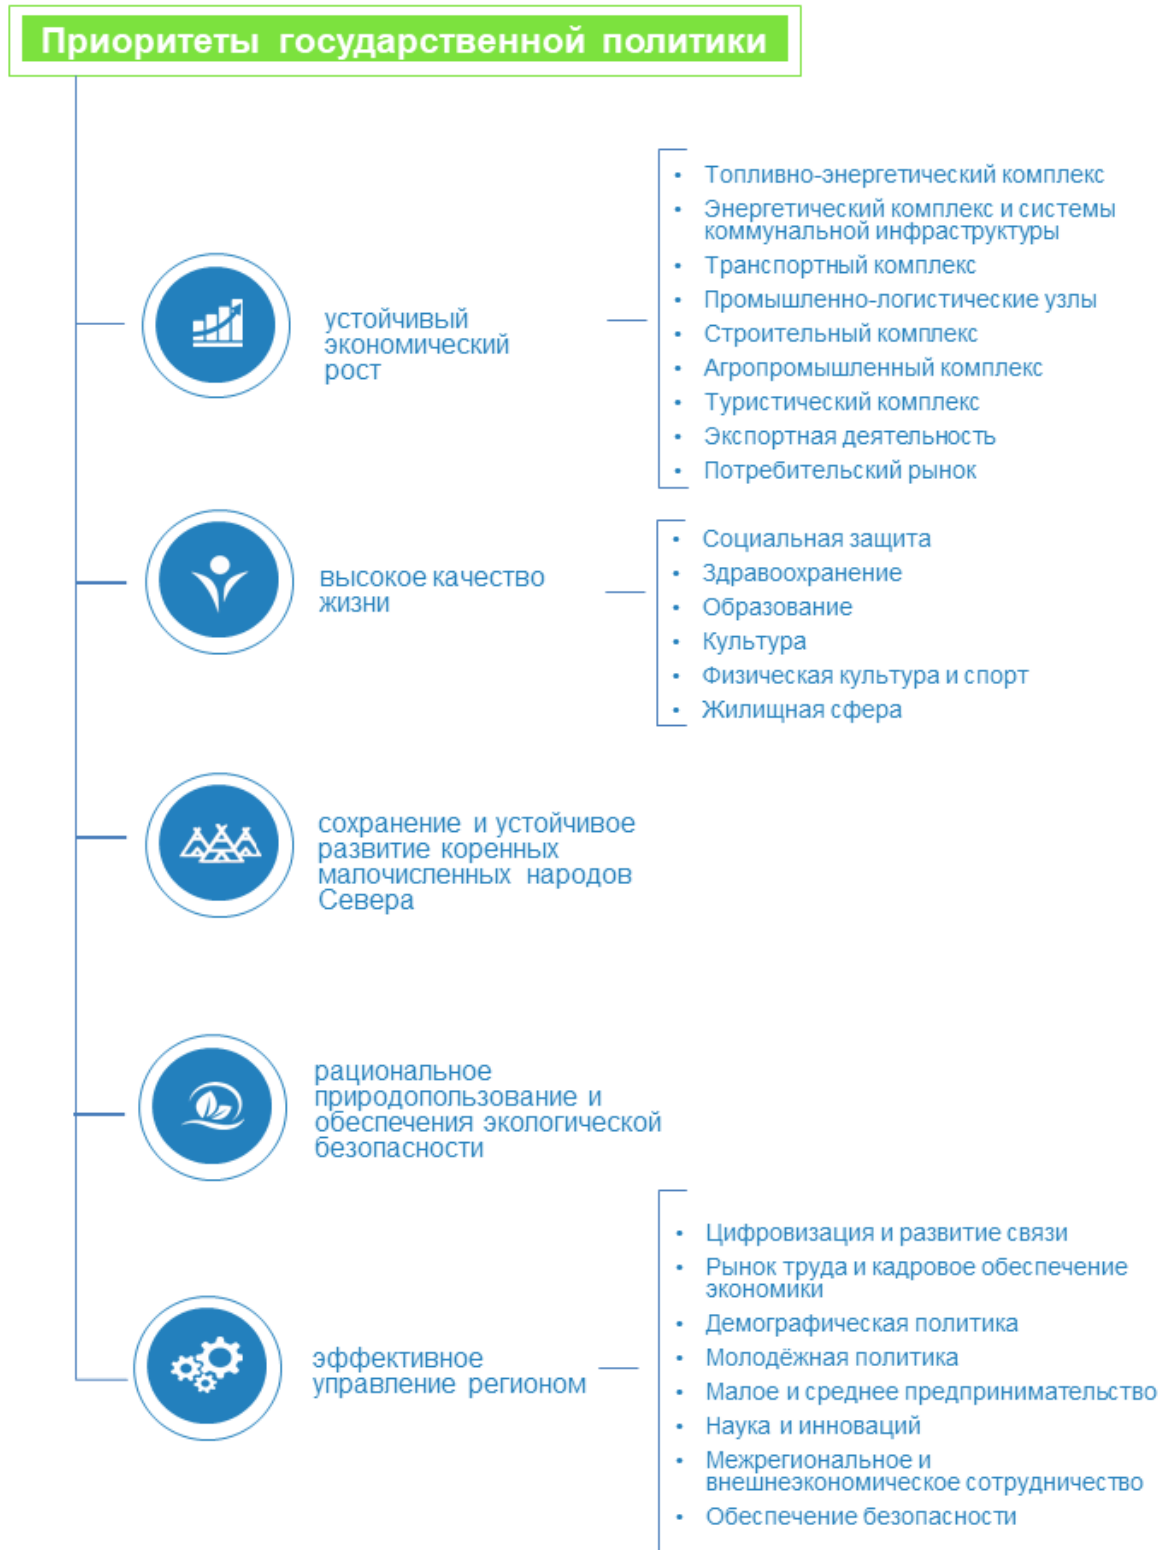 Приоритеты государственной политики
устойчивый
экономический
рост
• Топливно-энергетический комплекс
• Энергетический комплекс и системы
коммунальной инфраструктуры
• Транспортный комплекс
• Промышленно-логистические узлы
• Строительный комплекс
• Агропромышленный комплекс
• Туристический комплекс
• Экспортная деятельность
• Потребительский рынок
высокое качество
жизни
• Социальная защита
• Здравоохранение
• Образование
• Культура
• Физическая культура и спорт
• Жилищная сфера
сохранение и устойчивое
развитие коренных
малочисленных народов
Севера
рациональное
природопользование и
обеспечения экологической
безопасности
эффективное
управление регионом
• Цифровизация и развитие связи
• Рынок труда и кадровое обеспечение
экономики
• Демографическая политика
• Молодёжная политика
• Малое и среднее предпринимательство
• Наука и инноваций
• Межрегиональное и
внешнеэкономическое сотрудничество
• Обеспечение безопасности